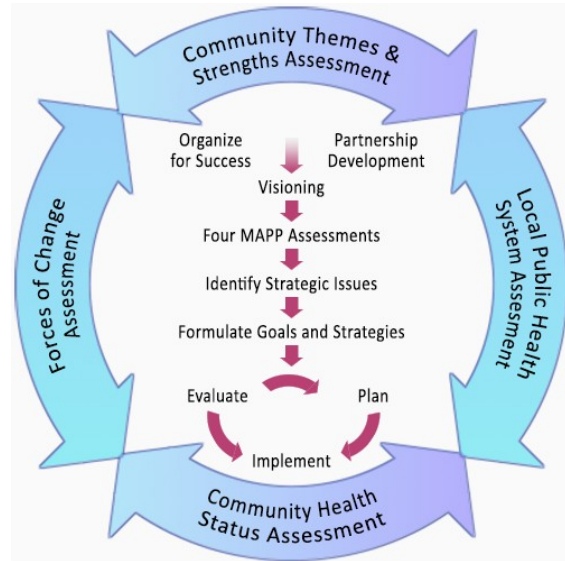 Community Themes &
Strengths Assessment
Organize
for Success
Partnership
Development
Visioning
Four MAPP Assessments
Identify Strategic Issues
Formulate Goals and Strategies
Evaluate
Plan
Implement
Forces of Change
Assessment
Local Public Health
System Assessment
Community Health
Status Assessment